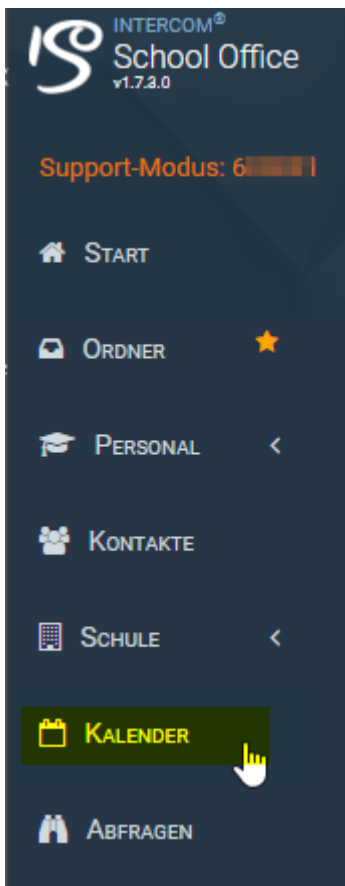 INTERCOM®
School Office
v1.7.3.0
Support-Modus: 6
START
ORDNER
PERSONAL
KONTAKTE
SCHULE
KALENDER
ABFRAGEN